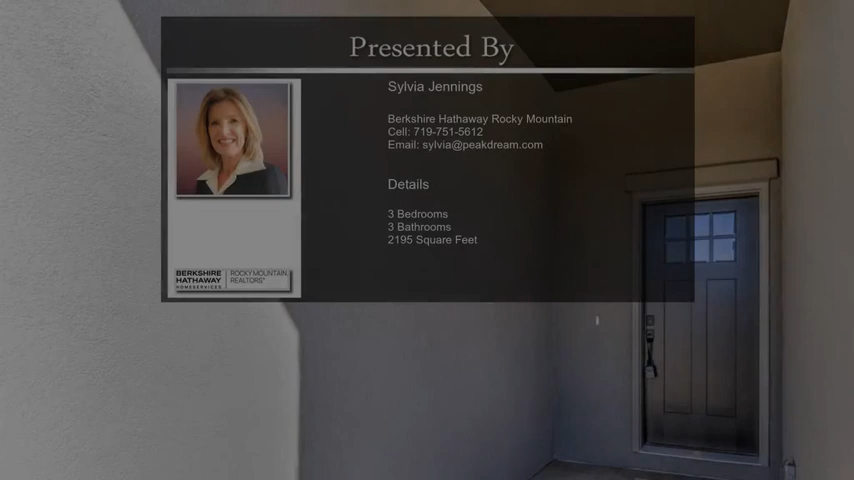 Presented By
Sylvia Jennings
Berkshire Hathaway Rocky Mountain
Cell: 719-751-5612
Email: sylvia@peakdream.com
Details
3 Bedrooms
3 Bathrooms
2195 Square Feet
BERKSHIRE
HATHAWAY
HOMESERVICES
ROCKY MOUNTAIN,
REALTORS®